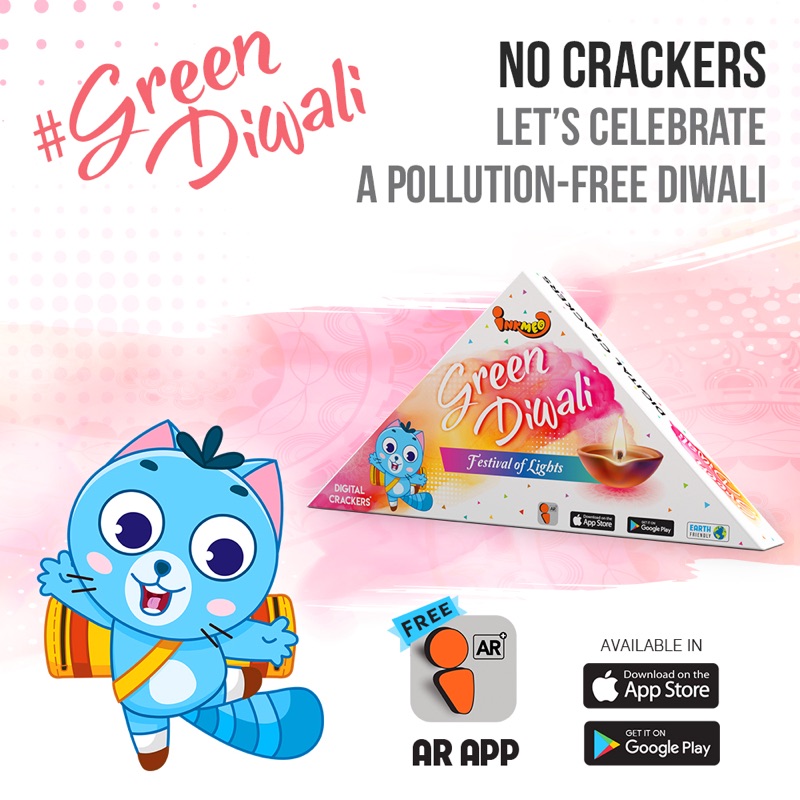 #Green
Diwali
NO CRACKERS
LET'S CELEBRATE
A POLLUTION-FREE DIWALI
INKMEO
Green
Diwali
Festival of Lights
DIGITAL
CRACKERS
AR
Download on the
App Store
GET IT ON
Google Play
EARTH
FRIENDLY
DIGITAL CRACKERS
FREE
AR+
AR APP
AVAILABLE IN
Download on the
App Store
GET IT ON
Google Play